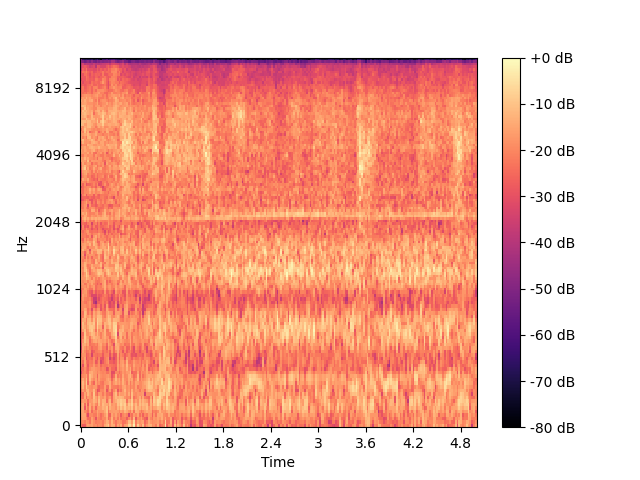 8192
4096
2048
1024
512
0
Hz
0 0.6 1.2 1.8 2.4 3 3.6 4.2 4.8
Time
+0 dB
-10 dB
-20 dB
-30 dB
-40 dB
-50 dB
-60 dB
-70 dB
-80 dB